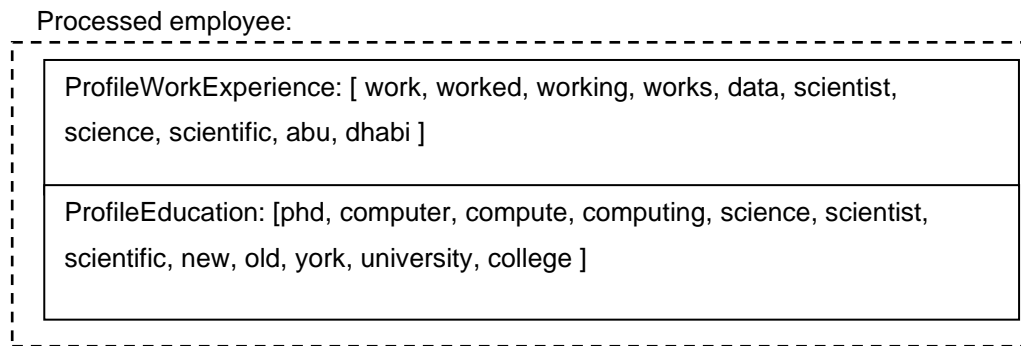 Processed employee:
ProfileWorkExperience: [ work, worked, working, works, data, scientist,
science, scientific, abu, dhabi ]
ProfileEducation: [phd, computer, compute, computing, science, scientist,
scientific, new, old, york, university, college ]